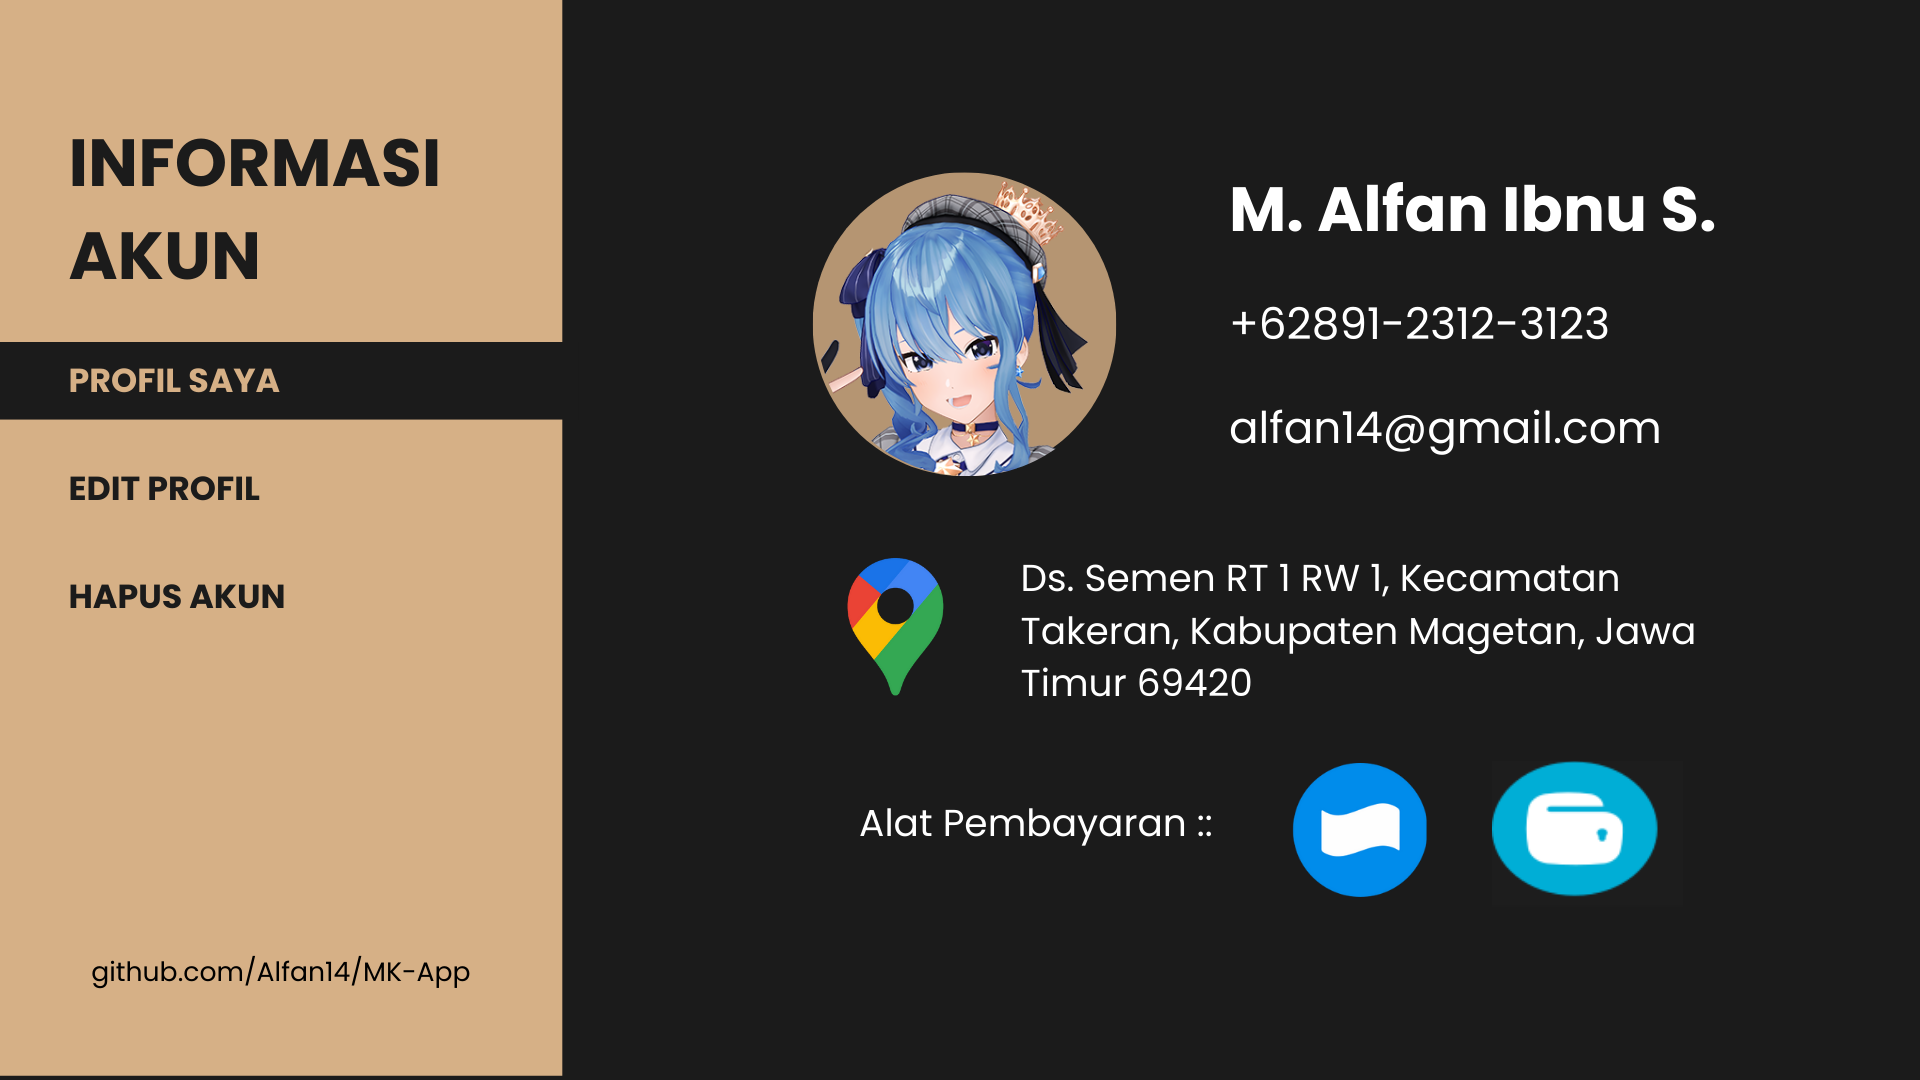 INFORMASI
AKUN
PROFIL SAYA
EDIT PROFIL
HAPUS AKUN
github.com/Alfan14/MK-App
M. Alfan Ibnu S.
+62891-2312-3123
alfan14@gmail.com
Ds. Semen RT 1 RW 1, Kecamatan
Takeran, Kabupaten Magetan, Jawa
Timur 69420
Alat Pembayaran ::